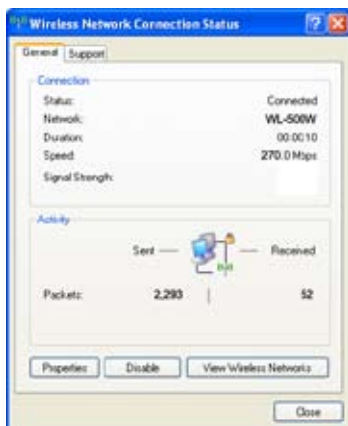 Wireless Network Connection Status
General Support
Connection
Status: Connected
Network: WL-500W
Duration: 00:00:10
Speed: 270.0 Mbps
Signal Strength:
Activity
Sent Received
Packets: 2,293 52
Properties Disable View Wireless Networks
Close